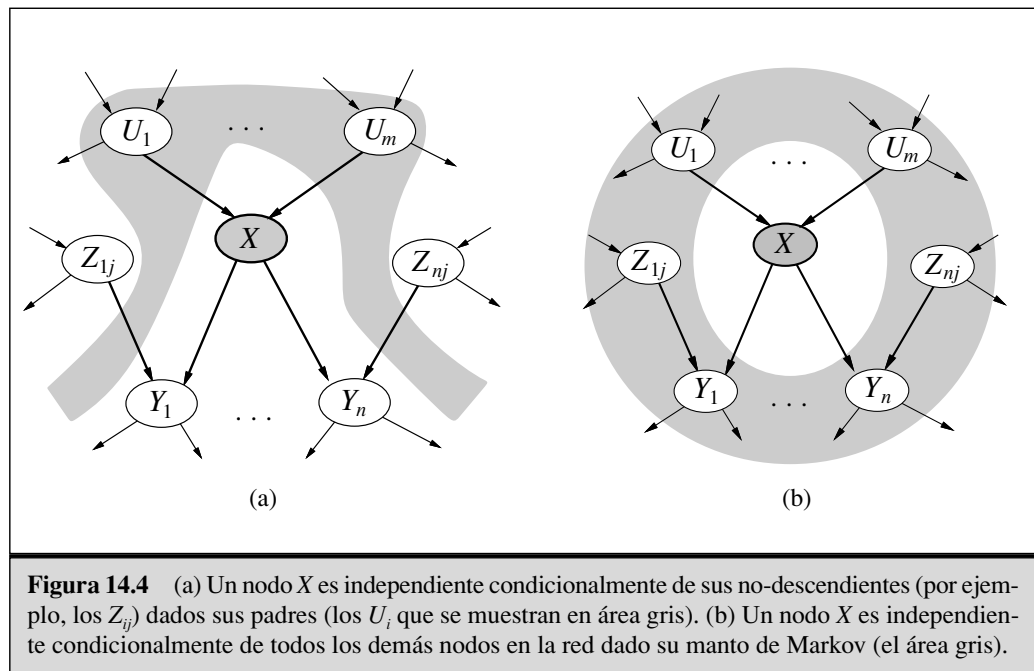 U1 . . . Um
X
Z1j Znj
Y1 . . . Yn
(a)
U1 . . . Um
X
Z1j Znj
Y1 . . . Yn
(b)
Figura 14.4 (a) Un nodo X es independiente condicionalmente de sus no-descendientes (por ejem-
plo, los Zij) dados sus padres (los Ui que se muestran en área gris). (b) Un nodo X es independien-
te condicionalmente de todos los demás nodos en la red dado su manto de Markov (el área gris).